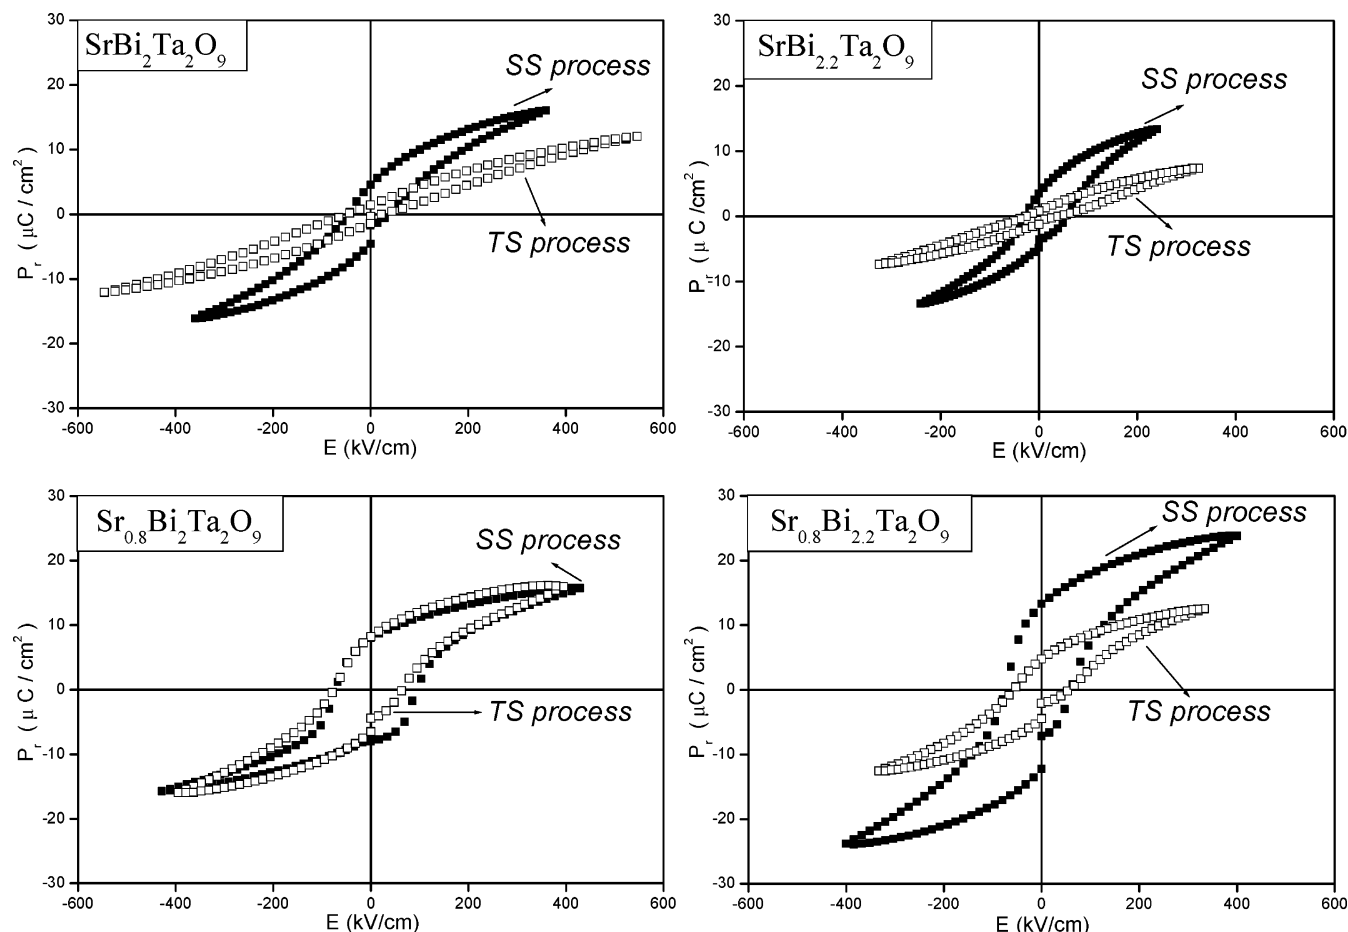 SrBi2Ta2O9
SS process
TS process
30
20
10
0
-10
-20
-30
-600
-400
-200
0
200
400
600
Pr ( μC / cm2 )
E (kV/cm)
SrBi2.2Ta2O9
SS process
TS process
30
20
10
0
-10
-20
-30
-600
-400
-200
0
200
400
600
Pr ( μ C /cm2 )
E (kV/cm)
Sr0.8Bi2Ta2O9
SS process
TS process
30
20
10
0
-10
-20
-30
-600
-400
-200
0
200
400
600
Pr ( μ C / cm2 )
E (kV/cm)
Sr0.8Bi2.2Ta2O9
SS process
TS process
30
20
10
0
-10
-20
-30
-600
-400
-200
0
200
400
600
Pr ( μ C / cm2 )
E (kV/cm)